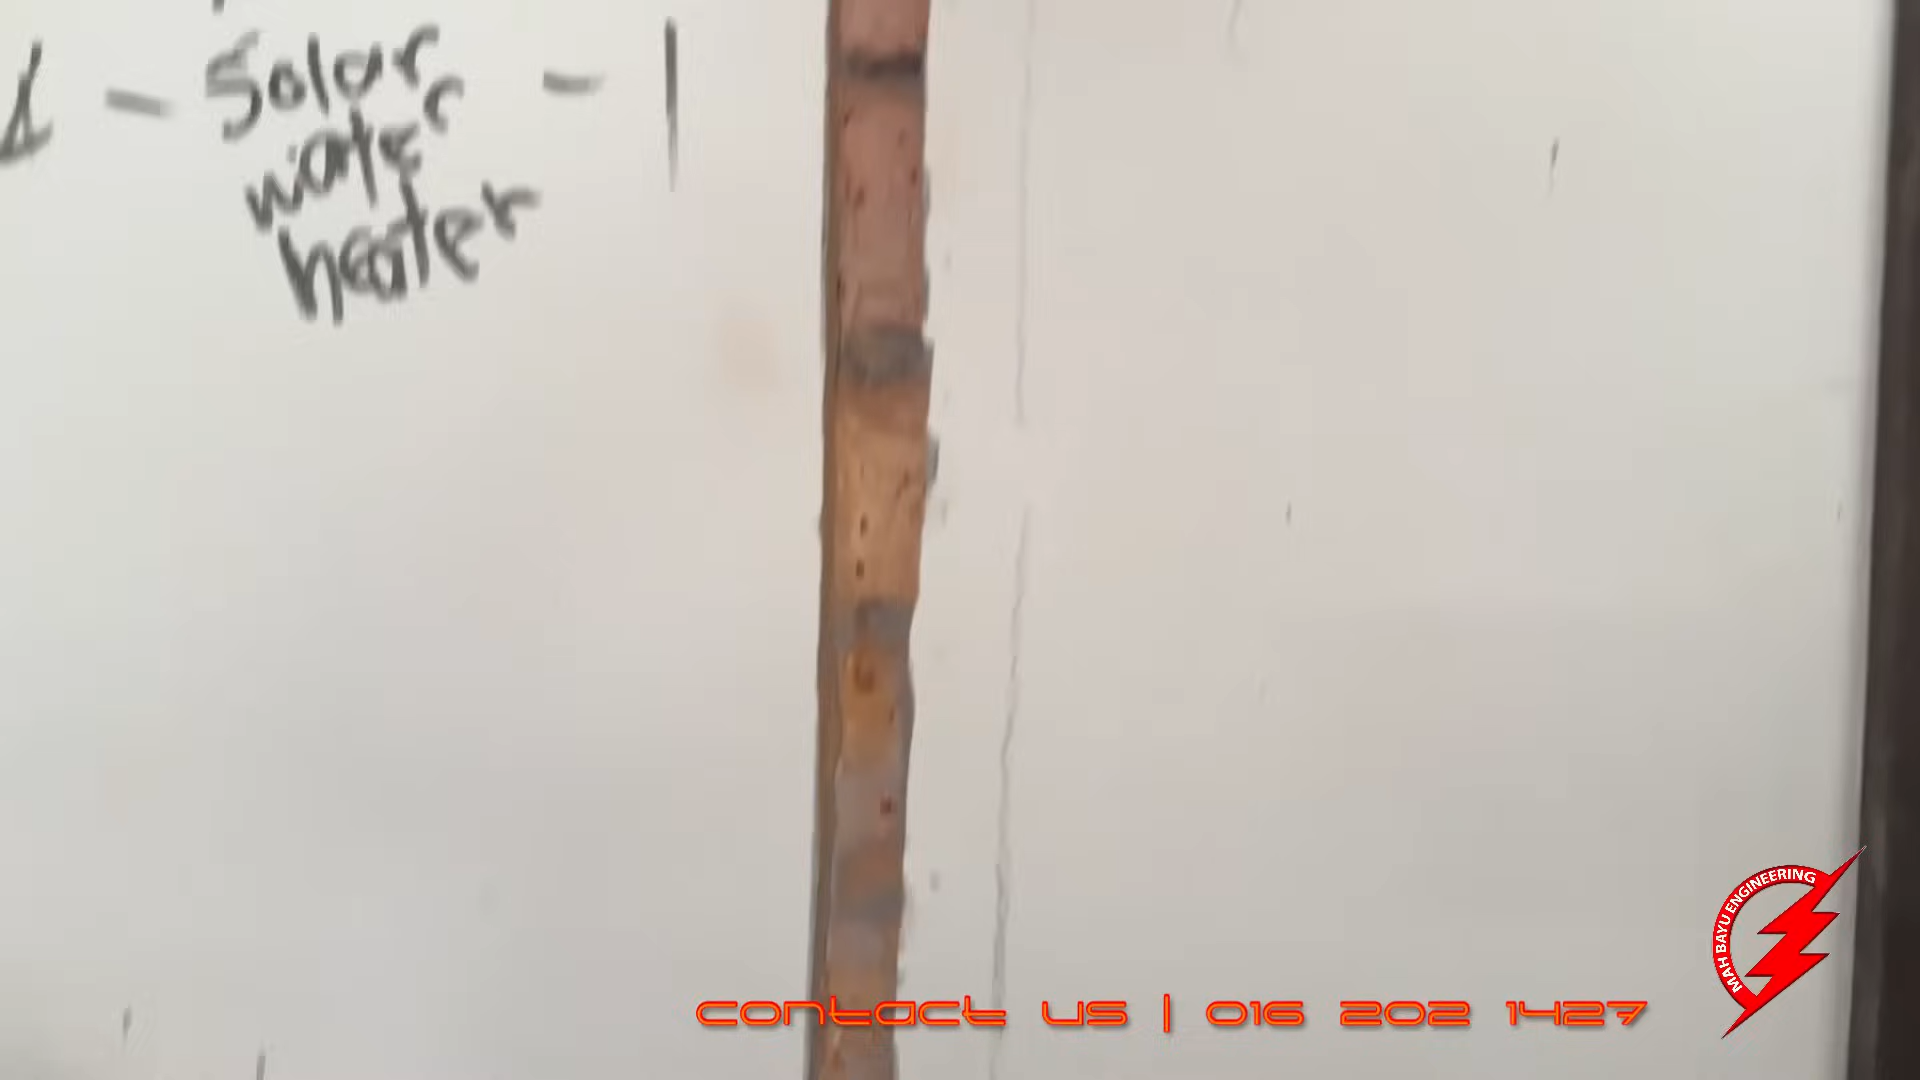 - Solar - |
water
heater
MAH BAYU ENGINEERING
contact us | 016 202 1427